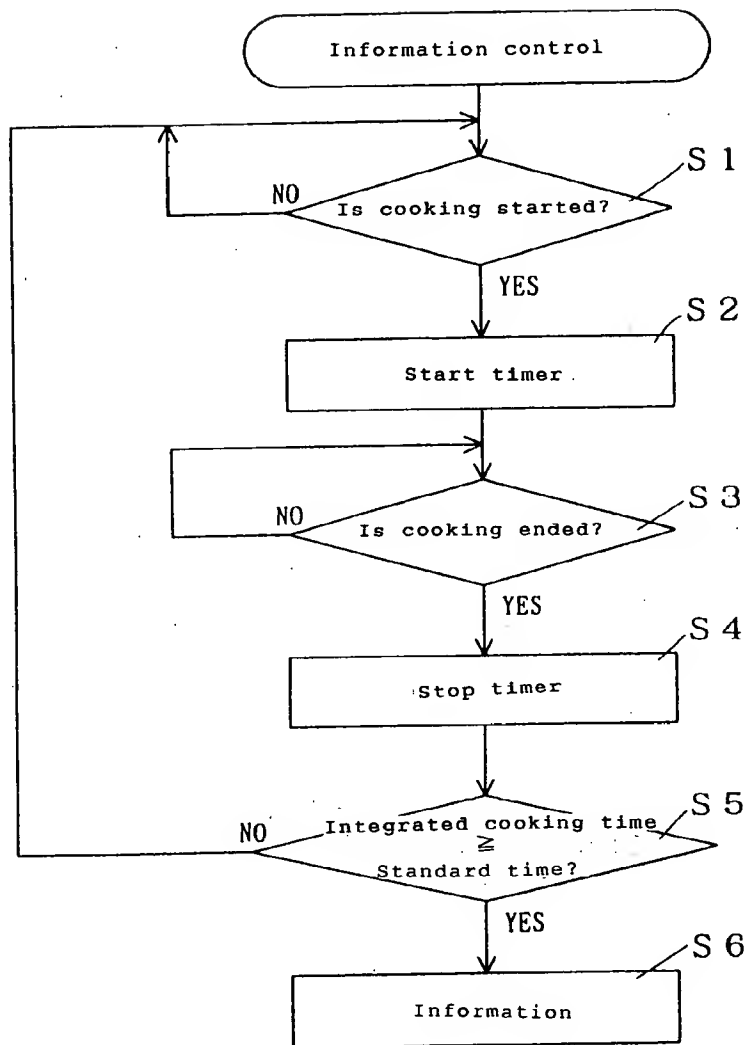 Information control
S 1
NO
Is cooking started?
YES
S 2
Start timer
S 3
NO
Is cooking ended?
YES
S 4
Stop timer
S 5
NO
Integrated cooking time
≧
Standard time?
YES
S 6
Information